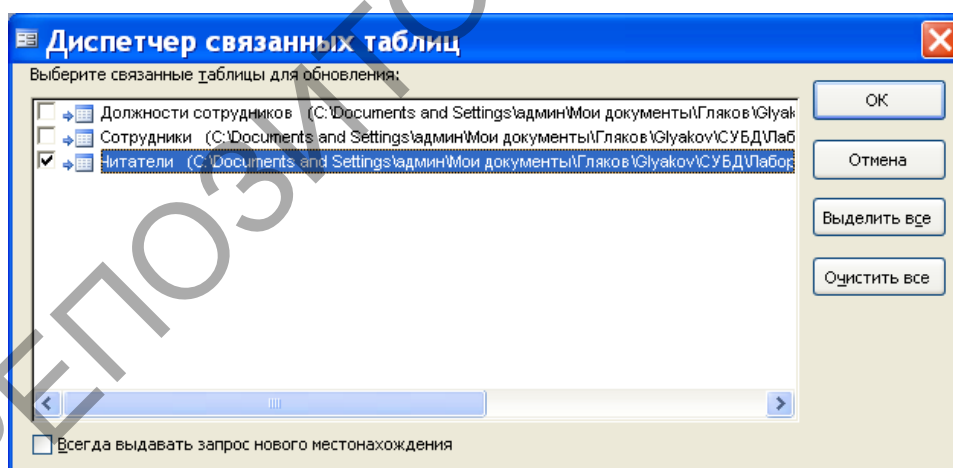 Диспетчер связанных таблиц
Выберите связанные таблицы для обновления:
Должности сотрудников (C:\Documents and Settings\админ\Мои документы\Гляков\Glyak
Сотрудники (C:\Documents and Settings\админ\Мои документы\Гляков\Glyakov\СУБД\Лаб
Читатели (C:\Documents and Settings\админ\Мои документы\Гляков\Glyakov\СУБД\Лабор
ОК
Отмена
Выделить все
Очистить все
Всегда выдавать запрос нового местонахождения
ЕПОЗИТО